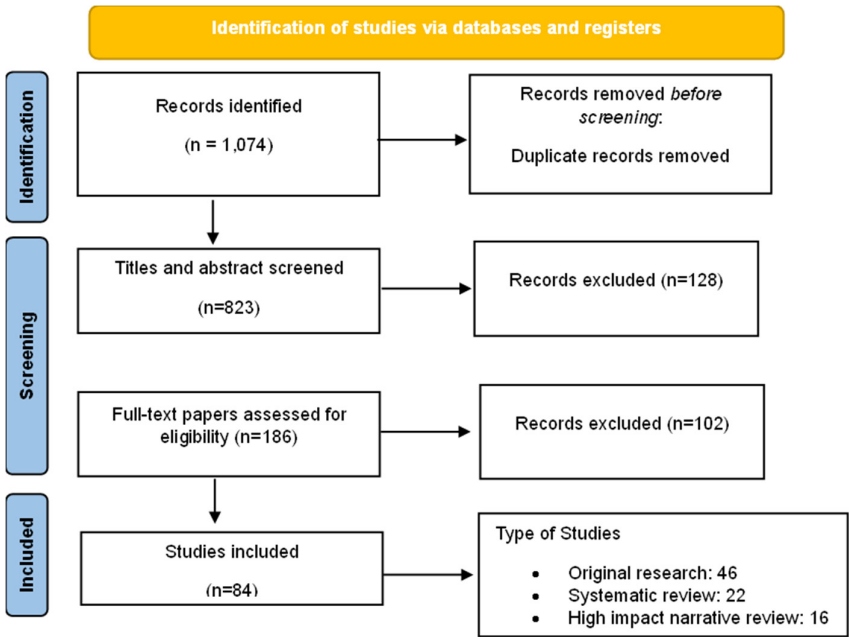 Identification of studies via databases and registers
Identification
Records identified
(n = 1,074)
Records removed before
screening:
Duplicate records removed
Screening
Titles and abstract screened
(n=823)
Records excluded (n=128)
Full-text papers assessed for
eligibility (n=186)
Records excluded (n=102)
Included
Studies included
(n=84)
Type of Studies
• Original research: 46
• Systematic review: 22
• High impact narrative review: 16